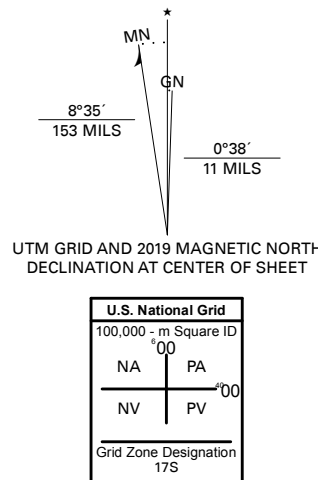 ★
MN
GN
8°35´
153 MILS
0°38´
11 MILS
UTM GRID AND 2019 MAGNETIC NORTH
DECLINATION AT CENTER OF SHEET
U.S. National Grid
100,000 - m Square ID
⁶00
NA PA
⁴⁰00
NV PV
Grid Zone Designation
17S